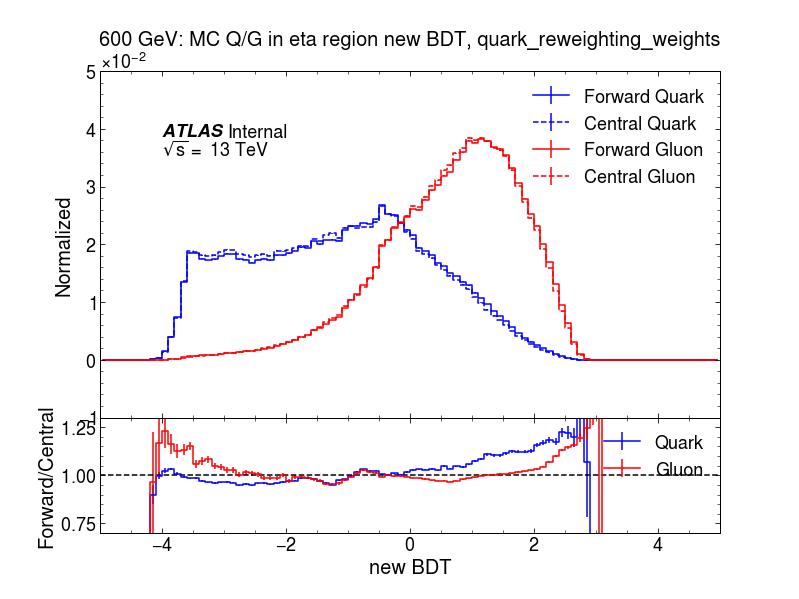 600 GeV: MC Q/G in eta region new BDT, quark_reweighting_weights
×10⁻²
5
4
3
2
1
0
−1
Normalized
ATLAS Internal
√s = 13 TeV
Forward Quark
Central Quark
Forward Gluon
Central Gluon
1.25
1.00
0.75
Forward/Central
Quark
Gluon
−4 −2 0 2 4
new BDT